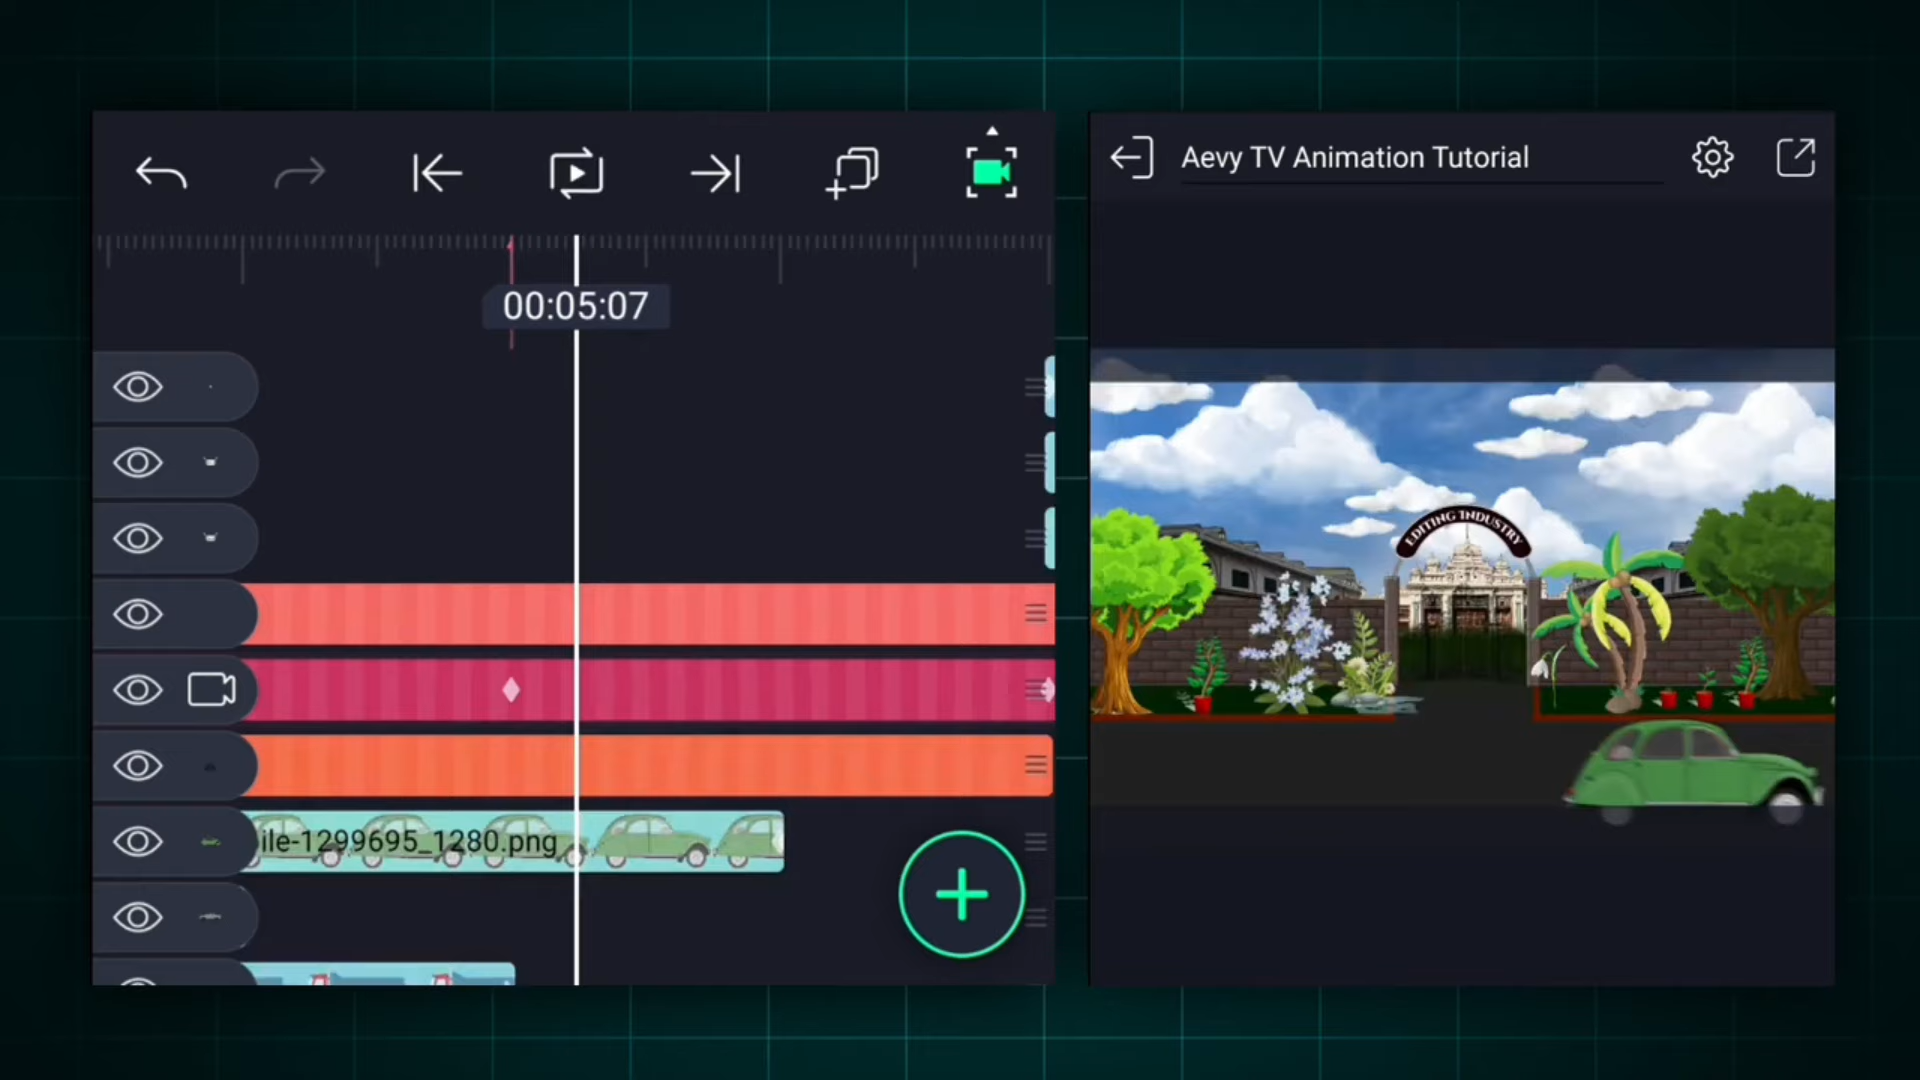 Aevy TV Animation Tutorial
00:05:07
EDITING INDUSTRY
ile-1299695_1280.png